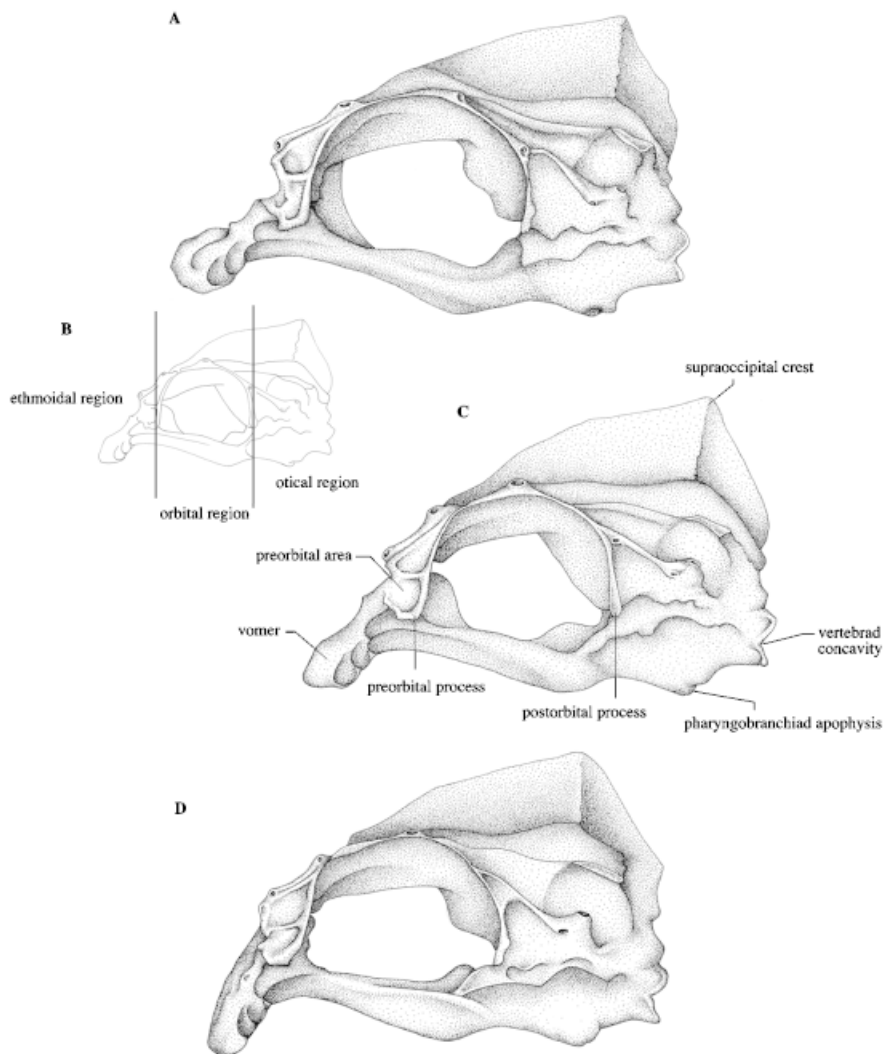 A
B
ethmoidal region
otical region
orbital region
C
supraoccipital crest
preorbital area
vomer
preorbital process
postorbital process
vertebrad
concavity
pharyngobranchiad apophysis
D